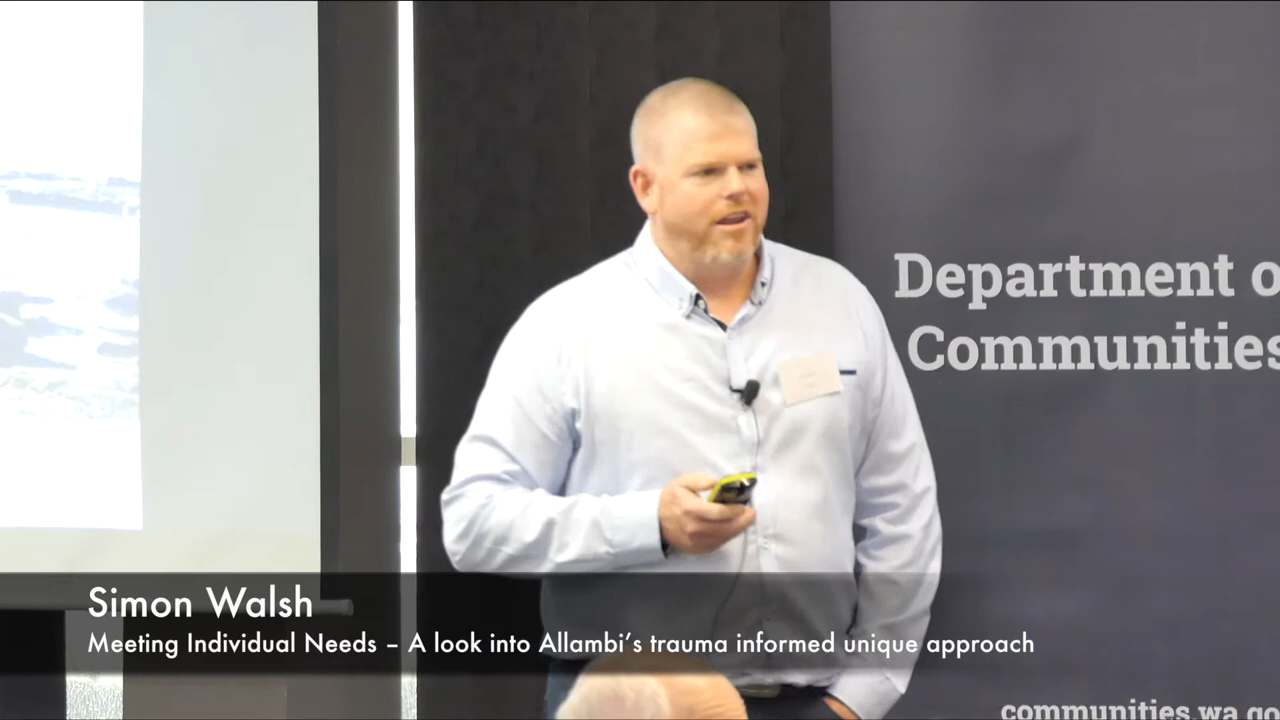 Department o
Communities
Simon Walsh
Meeting Individual Needs – A look into Allambi's trauma informed unique approach
communities.wa.go